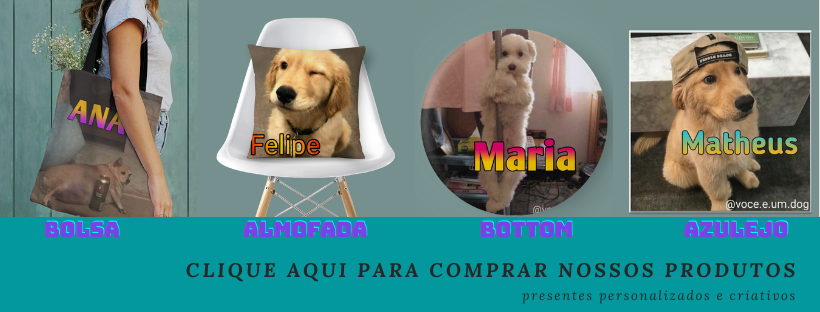 ANA
Felipe
Maria
Matheus
@voce.e.um.dog
BOLSA
ALMOFADA
BOTTON
AZULEJO
CLIQUE AQUI PARA COMPRAR NOSSOS PRODUTOS
presentes personalizados e criativos